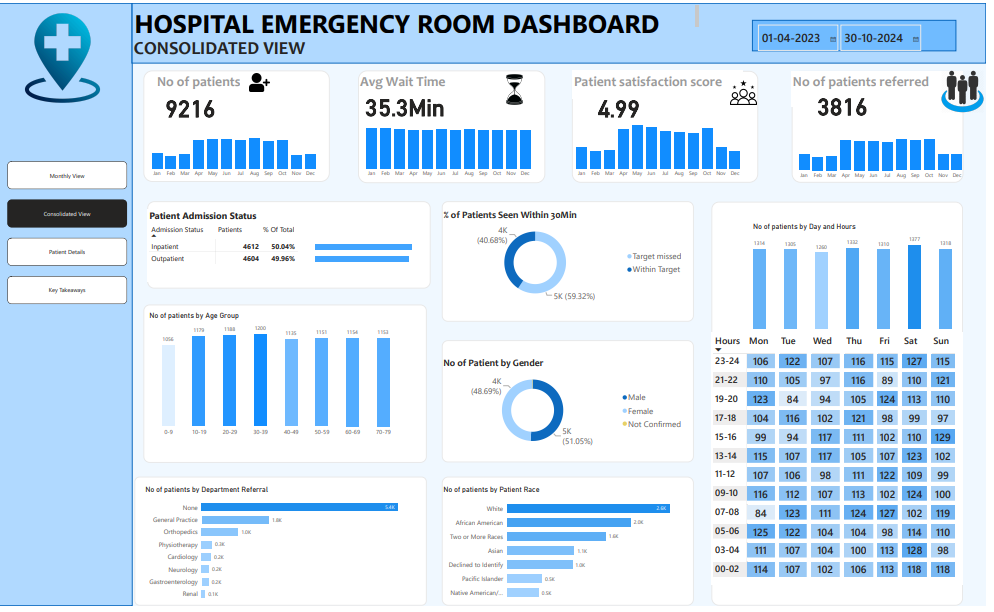 HOSPITAL EMERGENCY ROOM DASHBOARD
CONSOLIDATED VIEW
01-04-2023 30-10-2024
Monthly View
Consolidated View
Patient Details
Key Takeaways
No of patients
9216
Jan Feb Mar Apr May Jun Jul Aug Sep Oct Nov Dec
Avg Wait Time
35.3Min
Jan Feb Mar Apr May Jun Jul Aug Sep Oct Nov Dec
Patient satisfaction score
4.99
Jan Feb Mar Apr May Jun Jul Aug Sep Oct Nov Dec
No of patients referred
3816
Jan Feb Mar Apr May Jun Jul Aug Sep Oct Nov Dec
Patient Admission Status
Admission Status Patients % Of Total
Inpatient 4612 50.04%
Outpatient 4604 49.96%
No of patients by Age Group
1056 1179 1188 1200 1135 1151 1154 1153
0-9 10-19 20-29 30-39 40-49 50-59 60-69 70-79
No of patients by Department Referral
None 5.4K
General Practice 1.8K
Orthopedics 1.0K
Physiotherapy 0.3K
Cardiology 0.2K
Neurology 0.2K
Gastroenterology 0.2K
Renal 0.1K
% of Patients Seen Within 30Min
4K
(40.68%)
5K (59.32%)
Target missed
Within Target
No of Patient by Gender
4K
(48.69%)
5K
(51.05%)
Male
Female
Not Confirmed
No of patients by Patient Race
White 2.6K
African American 2.0K
Two or More Races 1.6K
Asian 1.1K
Declined to Identify 1.0K
Pacific Islander 0.5K
Native American/... 0.5K
No of patients by Day and Hours
1314 1305 1260 1332 1310 1377 1318
Hours Mon Tue Wed Thu Fri Sat Sun
23-24 106 122 107 116 115 127 115
21-22 110 105 97 116 89 110 121
19-20 123 84 94 105 124 113 110
17-18 104 116 102 121 98 99 97
15-16 99 94 117 111 102 110 129
13-14 115 107 117 105 107 123 102
11-12 107 106 98 111 122 109 99
09-10 116 112 107 113 102 124 100
07-08 84 123 111 124 127 102 119
05-06 125 122 104 104 98 114 110
03-04 111 107 104 100 113 128 98
00-02 114 107 102 106 113 118 118